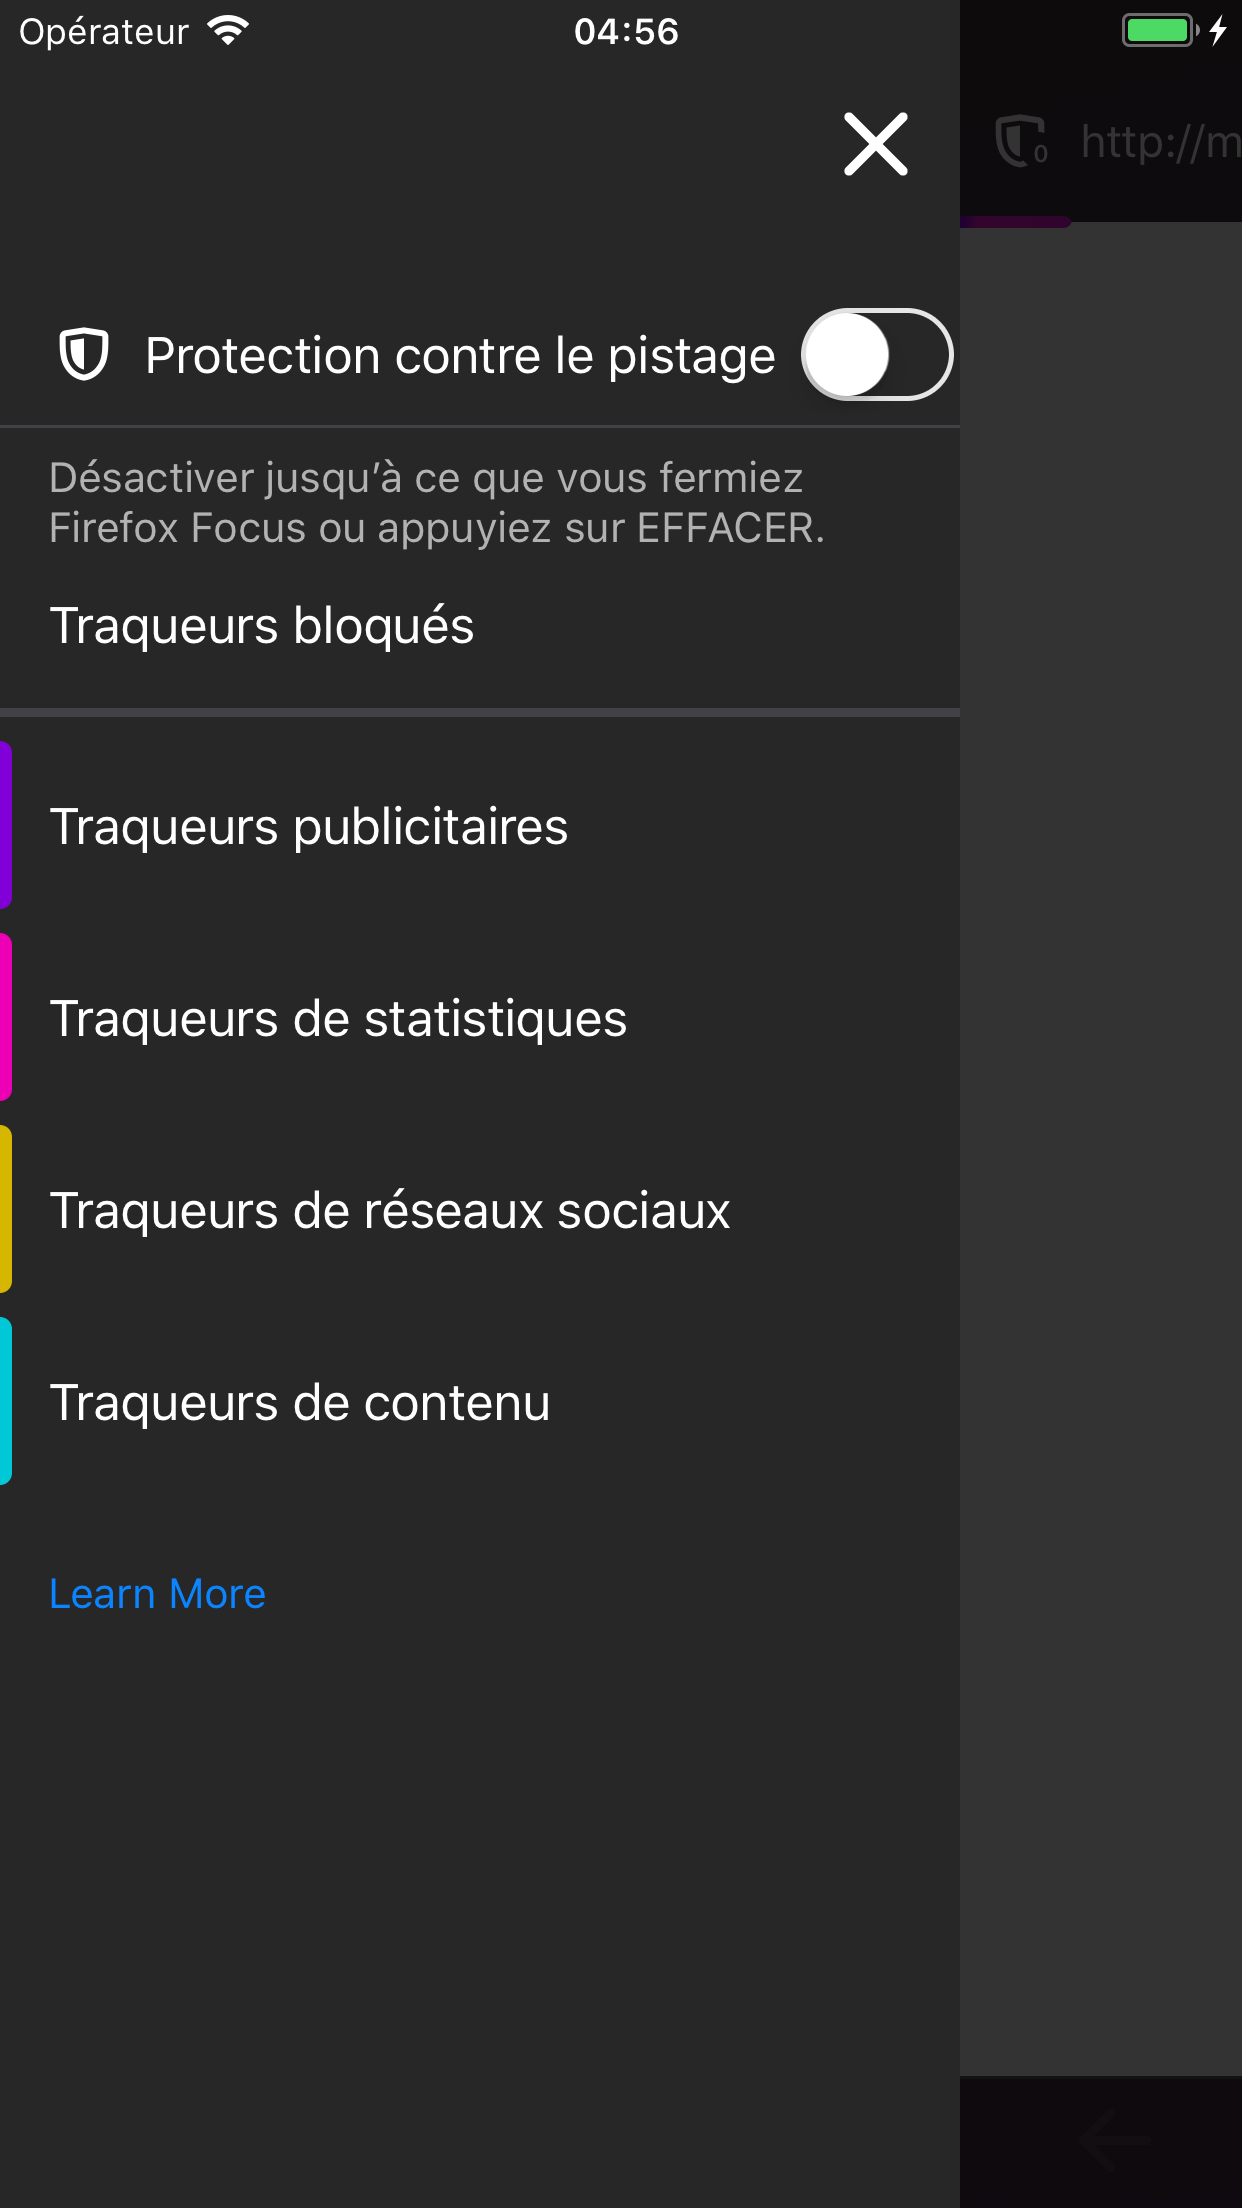 Opérateur 04:56
0 http://m
Protection contre le pistage
Désactiver jusqu’à ce que vous fermiez
Firefox Focus ou appuyiez sur EFFACER.
Traqueurs bloqués
Traqueurs publicitaires
Traqueurs de statistiques
Traqueurs de réseaux sociaux
Traqueurs de contenu
Learn More